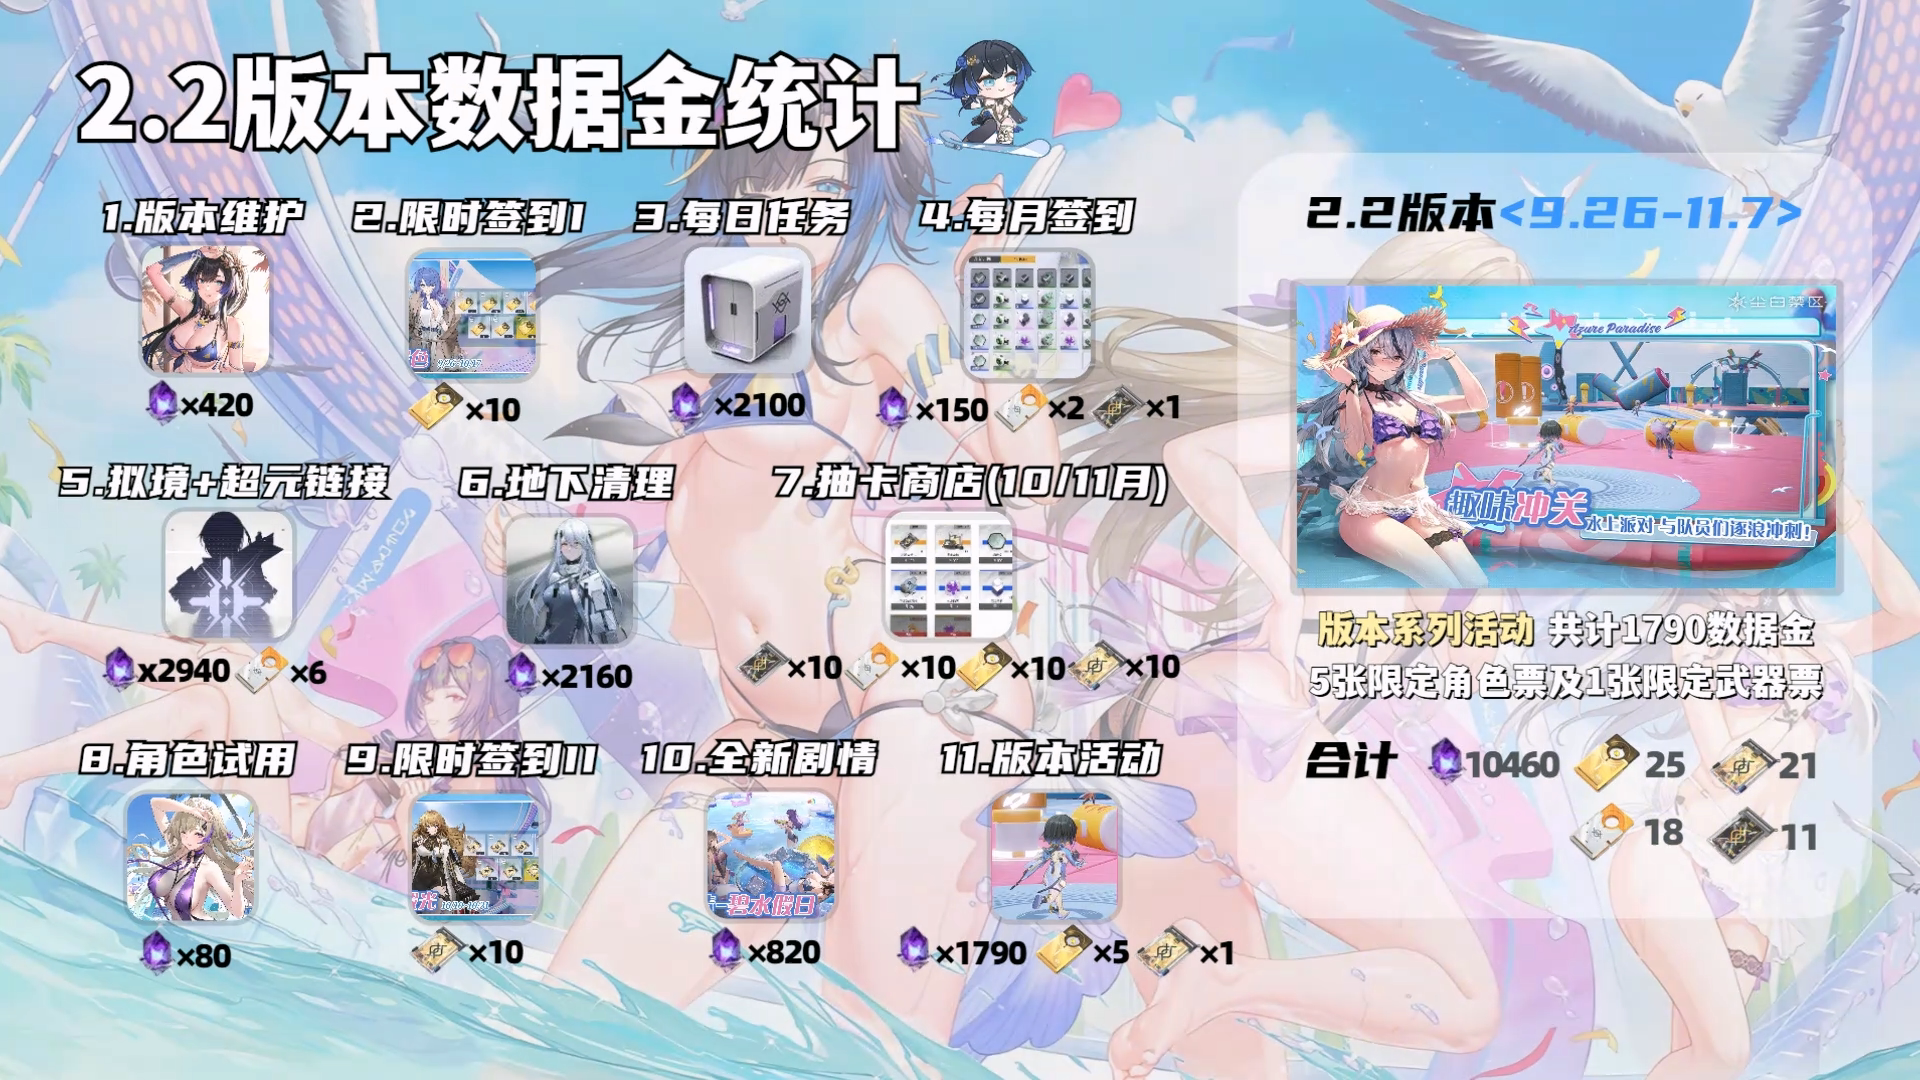 2.2版本数据金统计
1.版本维护
2.限时签到I
3.每日任务
4.每月签到
×420
×10
×2100
×150 ×2 ×1
5.拟境+超元链接
6.地下清理
7.抽卡商店(10/11月)
x2940 ×6
×2160
×10 ×10 ×10 ×10
8.角色试用
9.限时签到II
10.全新剧情
11.版本活动
碧水假日
×80
×10
×820
×1790 ×5 ×1
2.2版本<9.26-11.7>
尘白禁区
Azure Paradise
趣味冲关
水上派对 与队员们逐浪冲刺!
版本系列活动 共计1790数据金
5张限定角色票及1张限定武器票
合计 10460 25 21
18 11